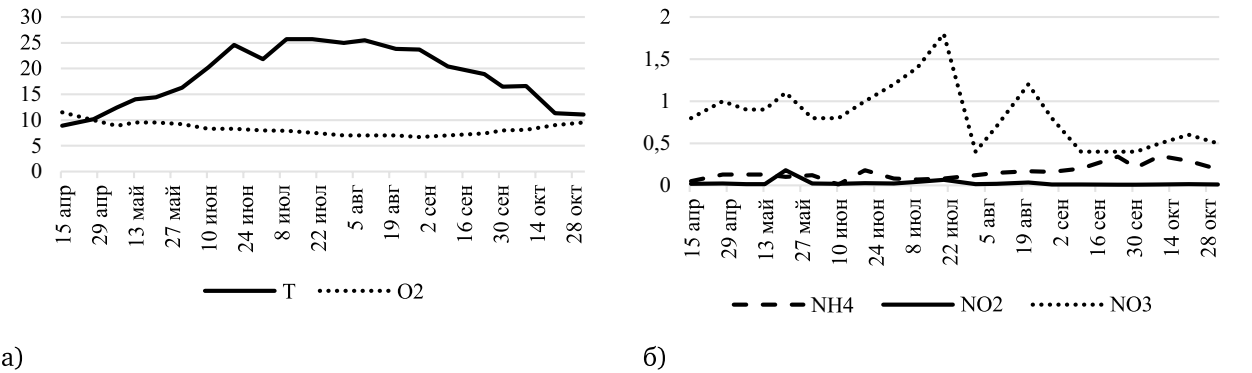 30
25
20
15
10
5
0
15 апр
29 апр
13 май
27 май
10 июн
24 июн
8 июл
22 июл
5 авг
19 авг
2 сен
16 сен
30 сен
14 окт
28 окт
T
O2
а)
2
1,5
1
0,5
0
15 апр
29 апр
13 май
27 май
10 июн
24 июн
8 июл
22 июл
5 авг
19 авг
2 сен
16 сен
30 сен
14 окт
28 окт
NH4
NO2
NO3
б)